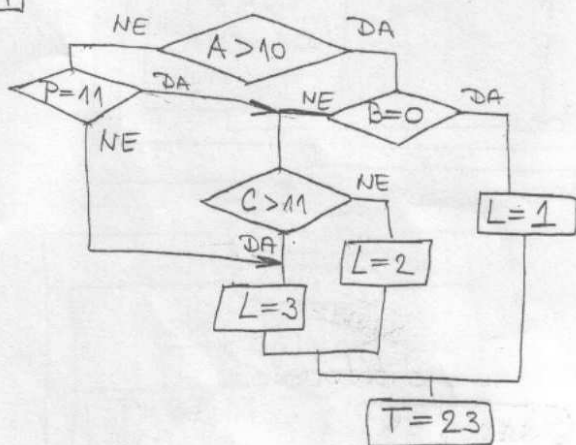 NE A>10 DA
P=11 DA NE B=0 DA
NE
C>11 NE
L=1
DA
L=2
L=3
T=23